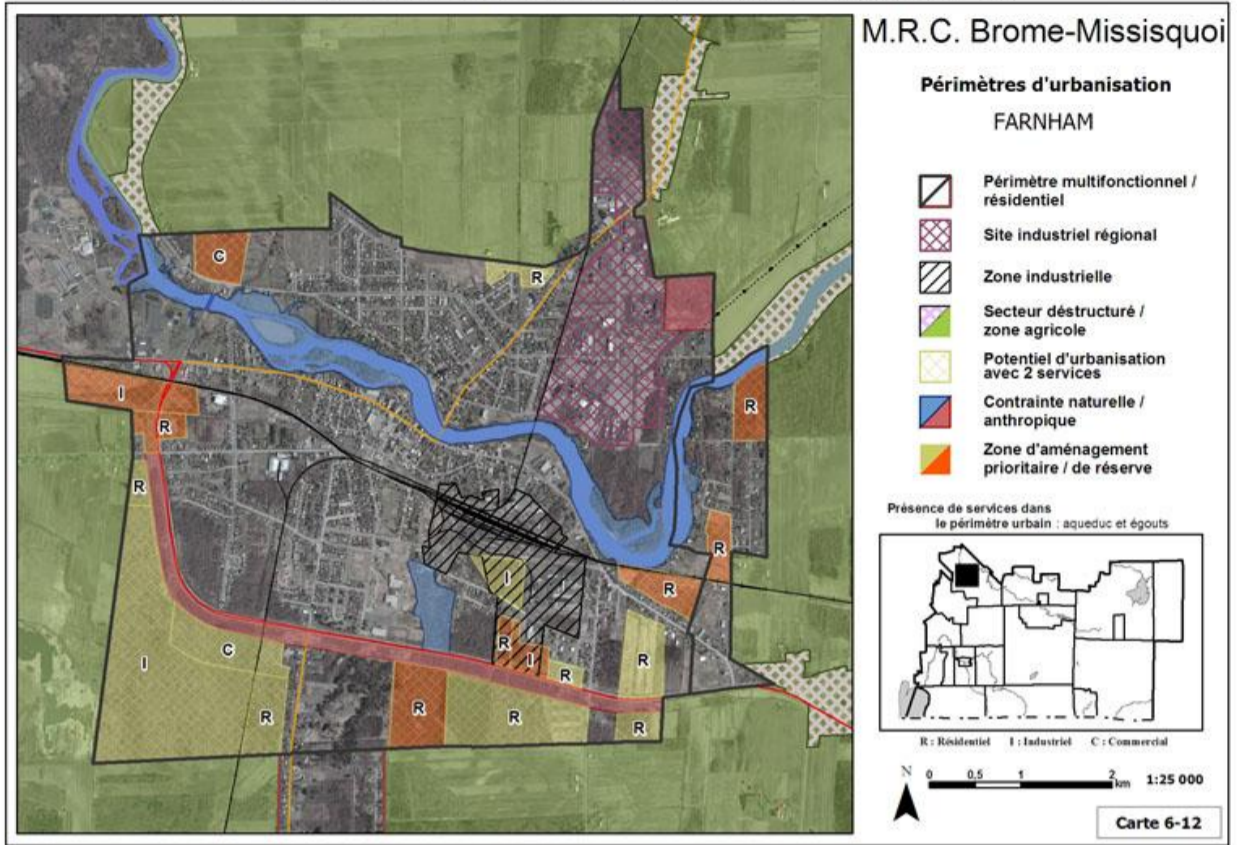 M.R.C. Brome-Missisquoi
Périmètres d'urbanisation
FARNHAM
Périmètre multifonctionnel /
résidentiel
Site industriel régional
Zone industrielle
Secteur déstructuré /
zone agricole
Potentiel d'urbanisation
avec 2 services
Contrainte naturelle /
anthropique
Zone d'aménagement
prioritaire / de réserve
Présence de services dans
le périmètre urbain : aqueduc et égouts
R : Résidentiel I : Industriel C : Commercial
N
0 0,5 1 2 km 1:25 000
Carte 6-12
C
R
I
R
R
R
R
R
I
I
R
I
C
I
R
R
R
R
R
R